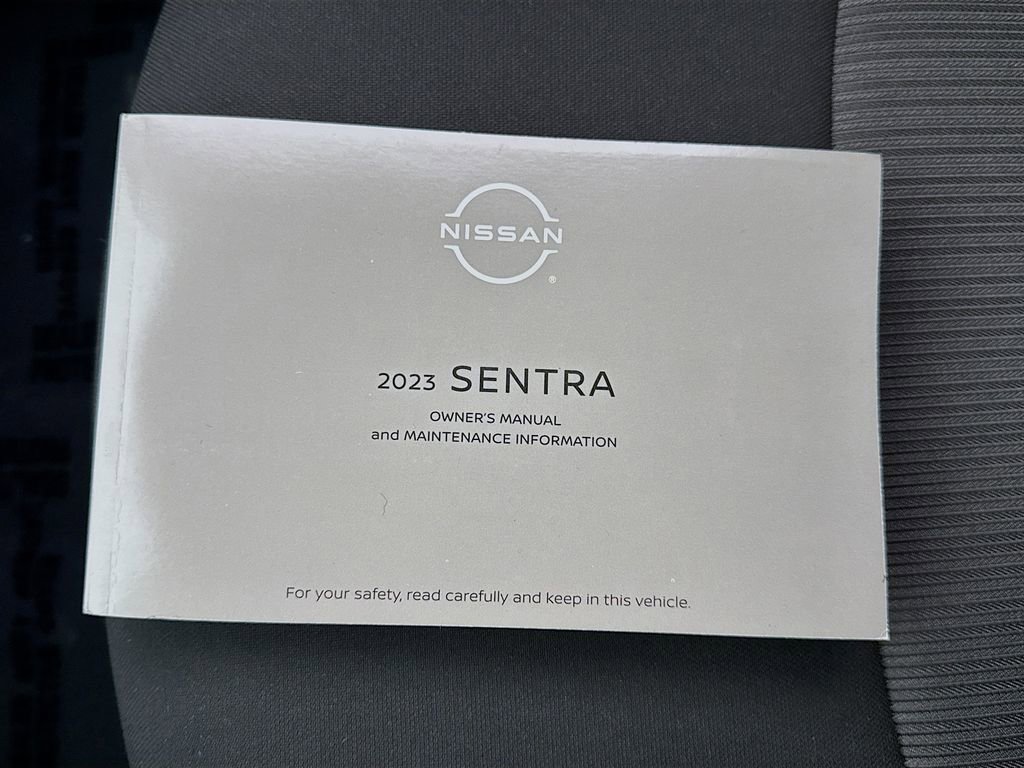 NISSAN
®
2023 SENTRA
OWNER'S MANUAL
and MAINTENANCE INFORMATION
For your safety, read carefully and keep in this vehicle.